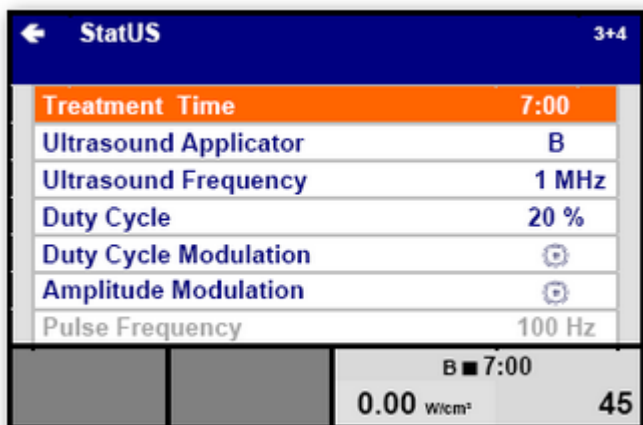 StatUS 3+4
Treatment Time 7:00
Ultrasound Applicator B
Ultrasound Frequency 1 MHz
Duty Cycle 20 %
Duty Cycle Modulation
Amplitude Modulation
Pulse Frequency 100 Hz
B ■ 7:00
0.00 W/cm² 45